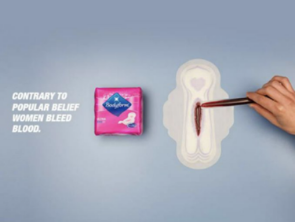 CONTRARY TO
POPULAR BELIEF
WOMEN BLEED
BLOOD.
Bodyform